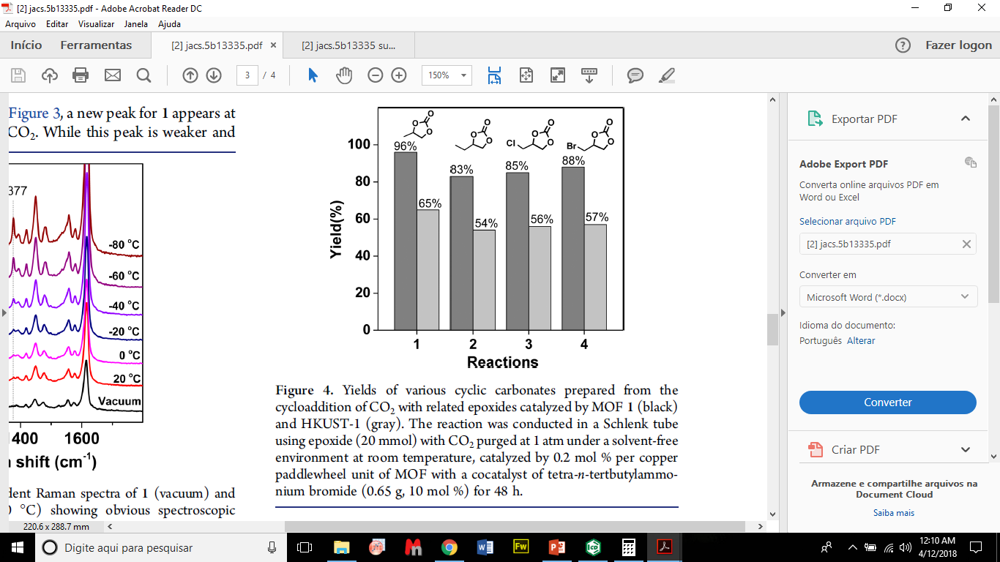 [2] jacs.5b13335.pdf - Adobe Acrobat Reader DC
Arquivo Editar Visualizar Janela Ajuda
Início Ferramentas [2] jacs.5b13335.pdf × [2] jacs.5b13335 su... Fazer logon
3 / 4 150%
Figure 3, a new peak for 1 appears at
CO2. While this peak is weaker and
377
-80 °C
-60 °C
-40 °C
-20 °C
0 °C
20 °C
Vacuum
1400 1600
n shift (cm-1)
dent Raman spectra of 1 (vacuum) and
0 °C) showing obvious spectroscopic
O O O O O O O O O O O O
Cl Br
100
80
60
40
20
0
Yield(%)
96% 83% 85% 88%
65% 54% 56% 57%
1 2 3 4
Reactions
Figure 4. Yields of various cyclic carbonates prepared from the
cycloaddition of CO2 with related epoxides catalyzed by MOF 1 (black)
and HKUST-1 (gray). The reaction was conducted in a Schlenk tube
using epoxide (20 mmol) with CO2 purged at 1 atm under a solvent-free
environment at room temperature, catalyzed by 0.2 mol % per copper
paddlewheel unit of MOF with a cocatalyst of tetra-n-tertbutylammo-
nium bromide (0.65 g, 10 mol %) for 48 h.
220.6 x 288.7 mm
Exportar PDF
Adobe Export PDF
Converta online arquivos PDF em
Word ou Excel
Selecionar arquivo PDF
[2] jacs.5b13335.pdf
Converter em
Microsoft Word (*.docx)
Idioma do documento:
Português Alterar
Converter
Criar PDF
Armazene e compartilhe arquivos na
Document Cloud
Saiba mais
Digite aqui para pesquisar
Fw
12:10 AM
4/12/2018